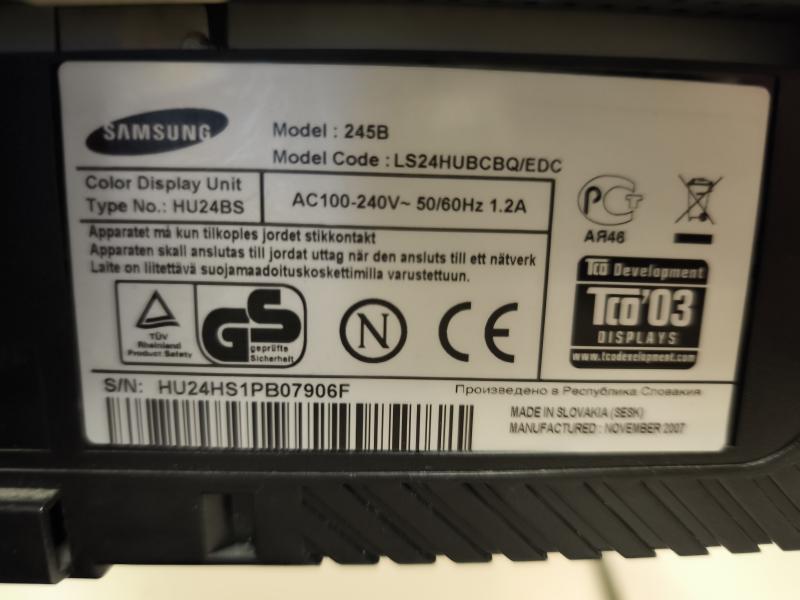 SAMSUNG
Model : 245B
Model Code : LS24HUBCBQ/EDC
Color Display Unit
Type No.: HU24BS
AC100-240V~ 50/60Hz 1.2A
Apparatet må kun tilkoples jordet stikkontakt
Apparaten skall anslutas till jordat uttag när den ansluts till ett nätverk
Laite on liitettävä suojamaadoituskoskettimilla varustettuun.
РСТ
АЯ46
TCO Development
TCO'03
DISPLAYS
www.tcodevelopment.com
TÜV
Rheinland
Product Safety
GS
geprüfte
Sicherheit
N
CE
S/N: HU24HS1PB07906F
Произведено в Республика Словакия
MADE IN SLOVAKIA (SESK)
MANUFACTURED : NOVEMBER 2007